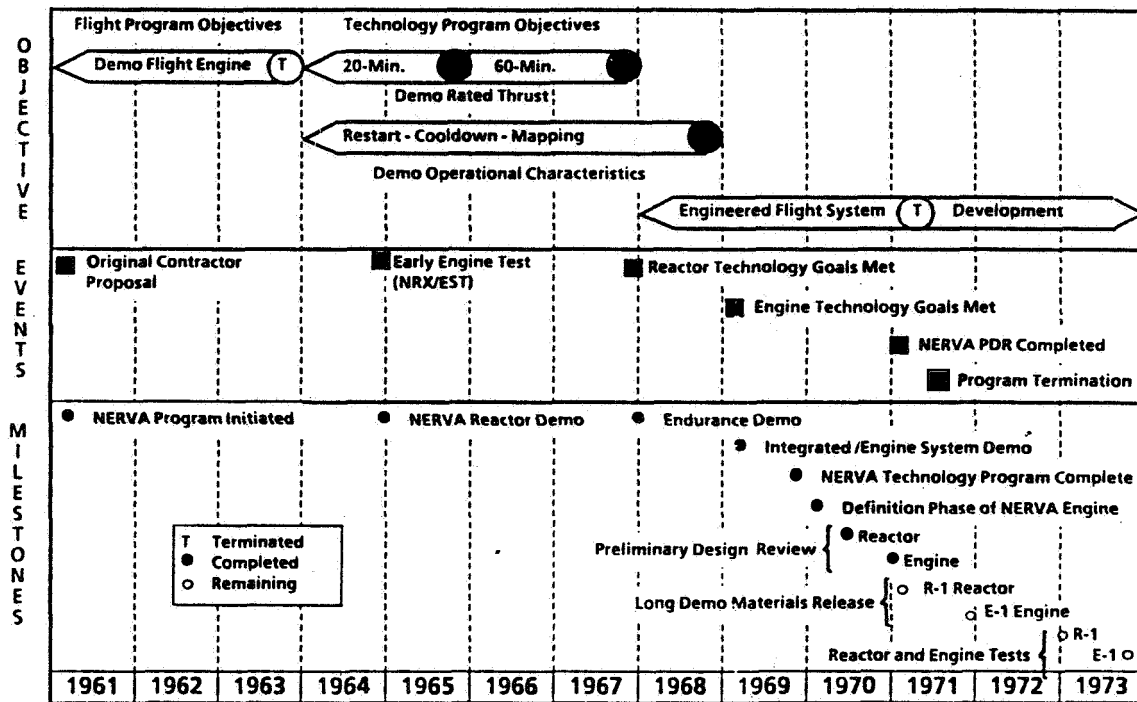 OBJECTIVE
Flight Program Objectives
Technology Program Objectives
Demo Flight Engine
T
20-Min.
60-Min.
Demo Rated Thrust
Restart - Cooldown - Mapping
Demo Operational Characteristics
Engineered Flight System
T
Development
EVENTS
Original Contractor
Proposal
Early Engine Test
(NRX/EST)
Reactor Technology Goals Met
Engine Technology Goals Met
NERVA PDR Completed
Program Termination
MILESTONES
NERVA Program Initiated
NERVA Reactor Demo
Endurance Demo
Integrated /Engine System Demo
NERVA Technology Program Complete
Definition Phase of NERVA Engine
Preliminary Design Review
Reactor
Engine
Long Demo Materials Release
R-1 Reactor
E-1 Engine
Reactor and Engine Tests
R-1
E-1
T Terminated
Completed
Remaining
1961 1962 1963 1964 1965 1966 1967 1968 1969 1970 1971 1972 1973